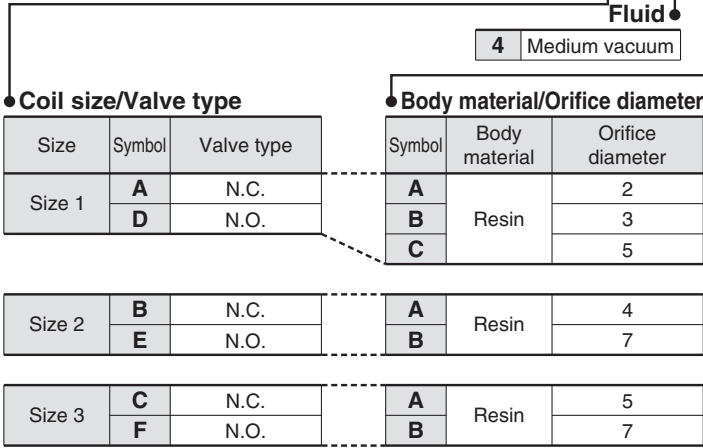 Fluid
4 Medium vacuum
Coil size/Valve type
Size Symbol Valve type
Size 1 A N.C.
D N.O.
Size 2 B N.C.
E N.O.
Size 3 C N.C.
F N.O.
Body material/Orifice diameter
Symbol Body material Orifice diameter
A Resin 2
B 3
C 5
A Resin 4
B 7
A Resin 5
B 7